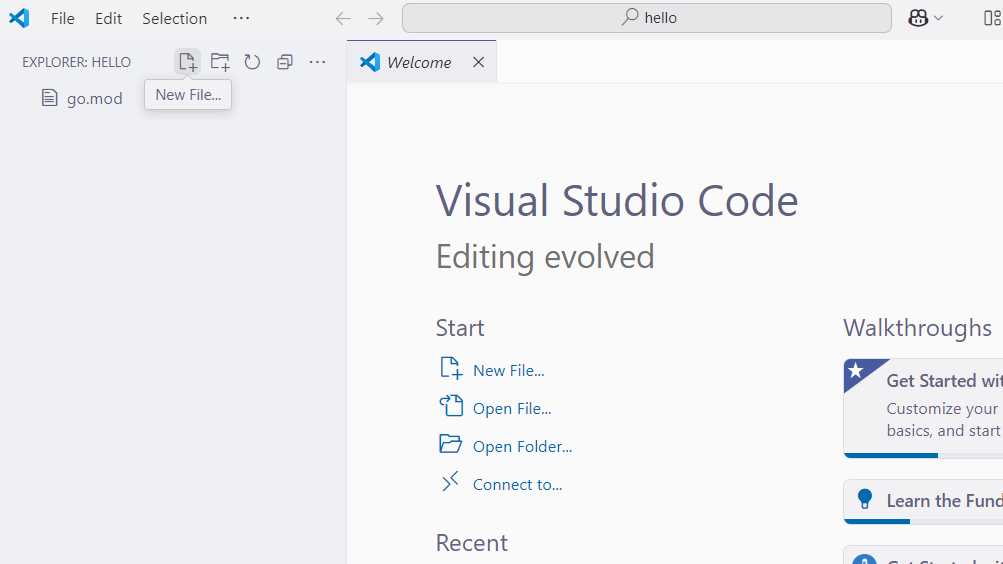 File Edit Selection ···
hello
EXPLORER: HELLO
New File...
go.mod
Welcome
Visual Studio Code
Editing evolved
Start
New File...
Open File...
Open Folder...
Connect to...
Recent
Walkthroughs
Get Started wit
Customize your
basics, and start
Learn the Fund